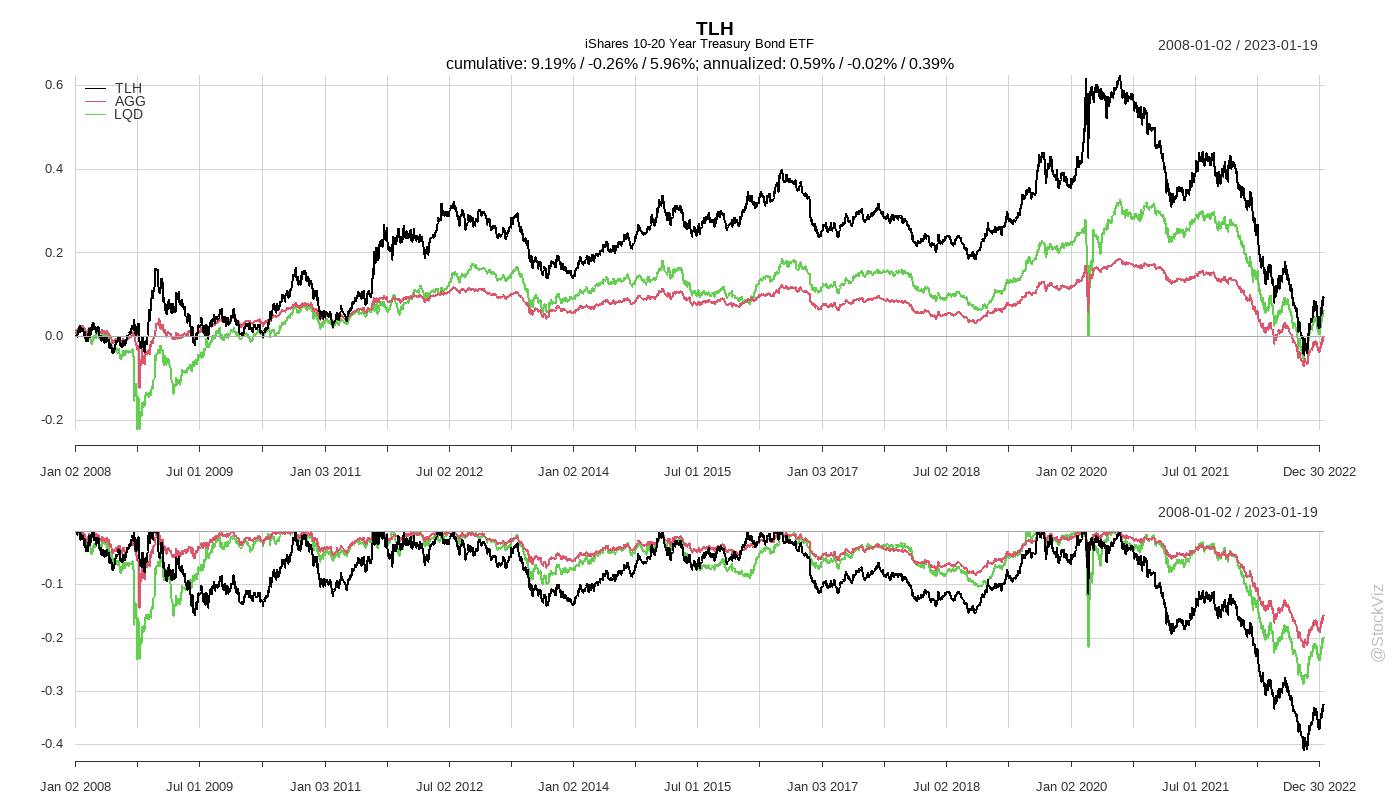 TLH
iShares 10-20 Year Treasury Bond ETF
2008-01-02 / 2023-01-19
cumulative: 9.19% / -0.26% / 5.96%; annualized: 0.59% / -0.02% / 0.39%
0.6
TLH
AGG
LQD
0.4
0.2
0.0
-0.2
Jan 02 2008 Jul 01 2009 Jan 03 2011 Jul 02 2012 Jan 02 2014 Jul 01 2015 Jan 03 2017 Jul 02 2018 Jan 02 2020 Jul 01 2021 Dec 30 2022
2008-01-02 / 2023-01-19
-0.1
-0.2
-0.3
-0.4
Jan 02 2008 Jul 01 2009 Jan 03 2011 Jul 02 2012 Jan 02 2014 Jul 01 2015 Jan 03 2017 Jul 02 2018 Jan 02 2020 Jul 01 2021 Dec 30 2022
@StockViz